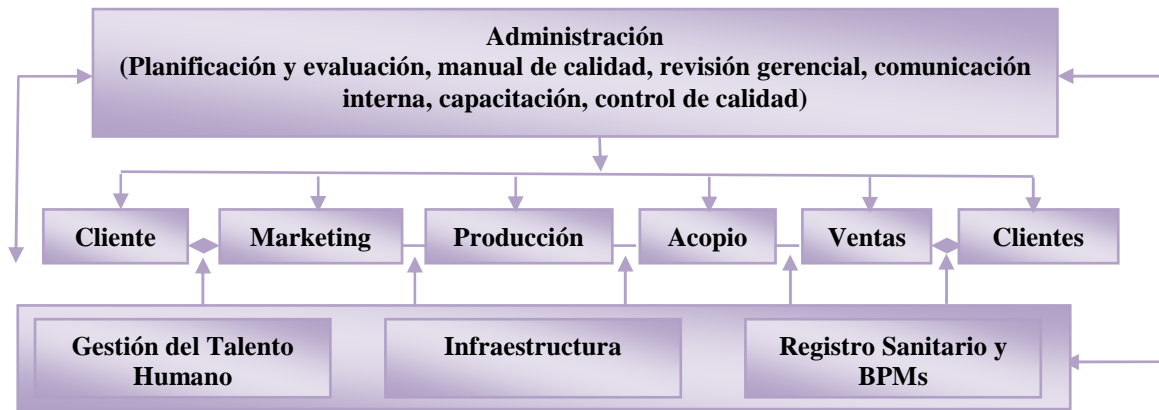 Administración
(Planificación y evaluación, manual de calidad, revisión gerencial, comunicación
interna, capacitación, control de calidad)
Cliente
Marketing
Producción
Acopio
Ventas
Clientes
Gestión del Talento
Humano
Infraestructura
Registro Sanitario y
BPMs